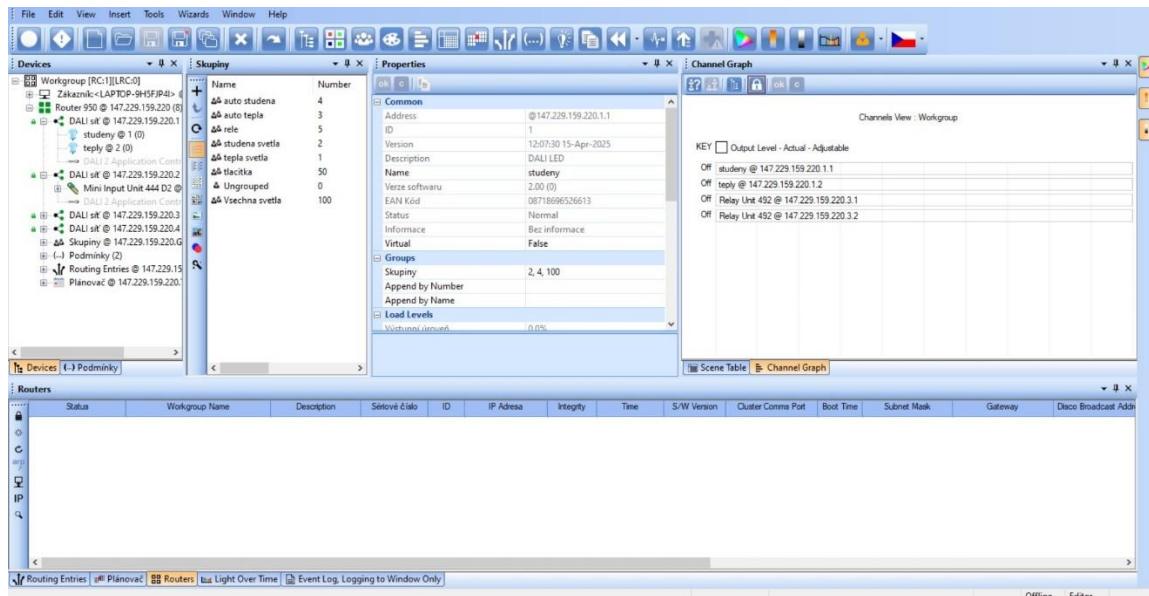 File Edit View Insert Tools Wizards Window Help
Devices
Workgroup [RC:1][LRC:0]
Zákazník<LAPTOP-9H5FJP4I>
Router 950 @ 147.229.159.220 (8)
DALI síť @ 147.229.159.220.1
studeny @ 1 (0)
teply @ 2 (0)
DALI 2 Application Contr
DALI síť @ 147.229.159.220.2
Mini Input Unit 444 D2 @
DALI 2 Application Contr
DALI síť @ 147.229.159.220.3
DALI síť @ 147.229.159.220.4
Skupiny @ 147.229.159.220.G
Podmínky (2)
Routing Entries @ 147.229.15
Plánovač @ 147.229.159.220.
Devices (--) Podmínky
Skupiny
Name Number
auto studena 4
auto tepla 3
rele 5
studena svetla 2
tepla svetla 1
tlacitka 50
Ungrouped 0
Vsechna svetla 100
Properties
ok c
Common
Address @147.229.159.220.1.1
ID 1
Version 12:07:30 15-Apr-2025
Description DALI LED
Name studeny
Verze softwaru 2.00 (0)
EAN Kód 08718696526613
Status Normal
Informace Bez informace
Virtual False
Groups
Skupiny 2, 4, 100
Append by Number
Append by Name
Load Levels
Výstupní úroveň 0.0%
Channel Graph
ok c
Channels View : Workgroup
KEY Output Level - Actual - Adjustable
Off studeny @ 147.229.159.220.1.1
Off teply @ 147.229.159.220.1.2
Off Relay Unit 492 @ 147.229.159.220.3.1
Off Relay Unit 492 @ 147.229.159.220.3.2
Scene Table Channel Graph
Routers
Status Workgroup Name Description Sériové číslo ID IP Adresa Integrity Time S/W Version Cluster Comms Port Boot Time Subnet Mask Gateway Disco Broadcast Addr
arp
IP
Routing Entries Plánovač Routers Light Over Time Event Log, Logging to Window Only
Offline Editor